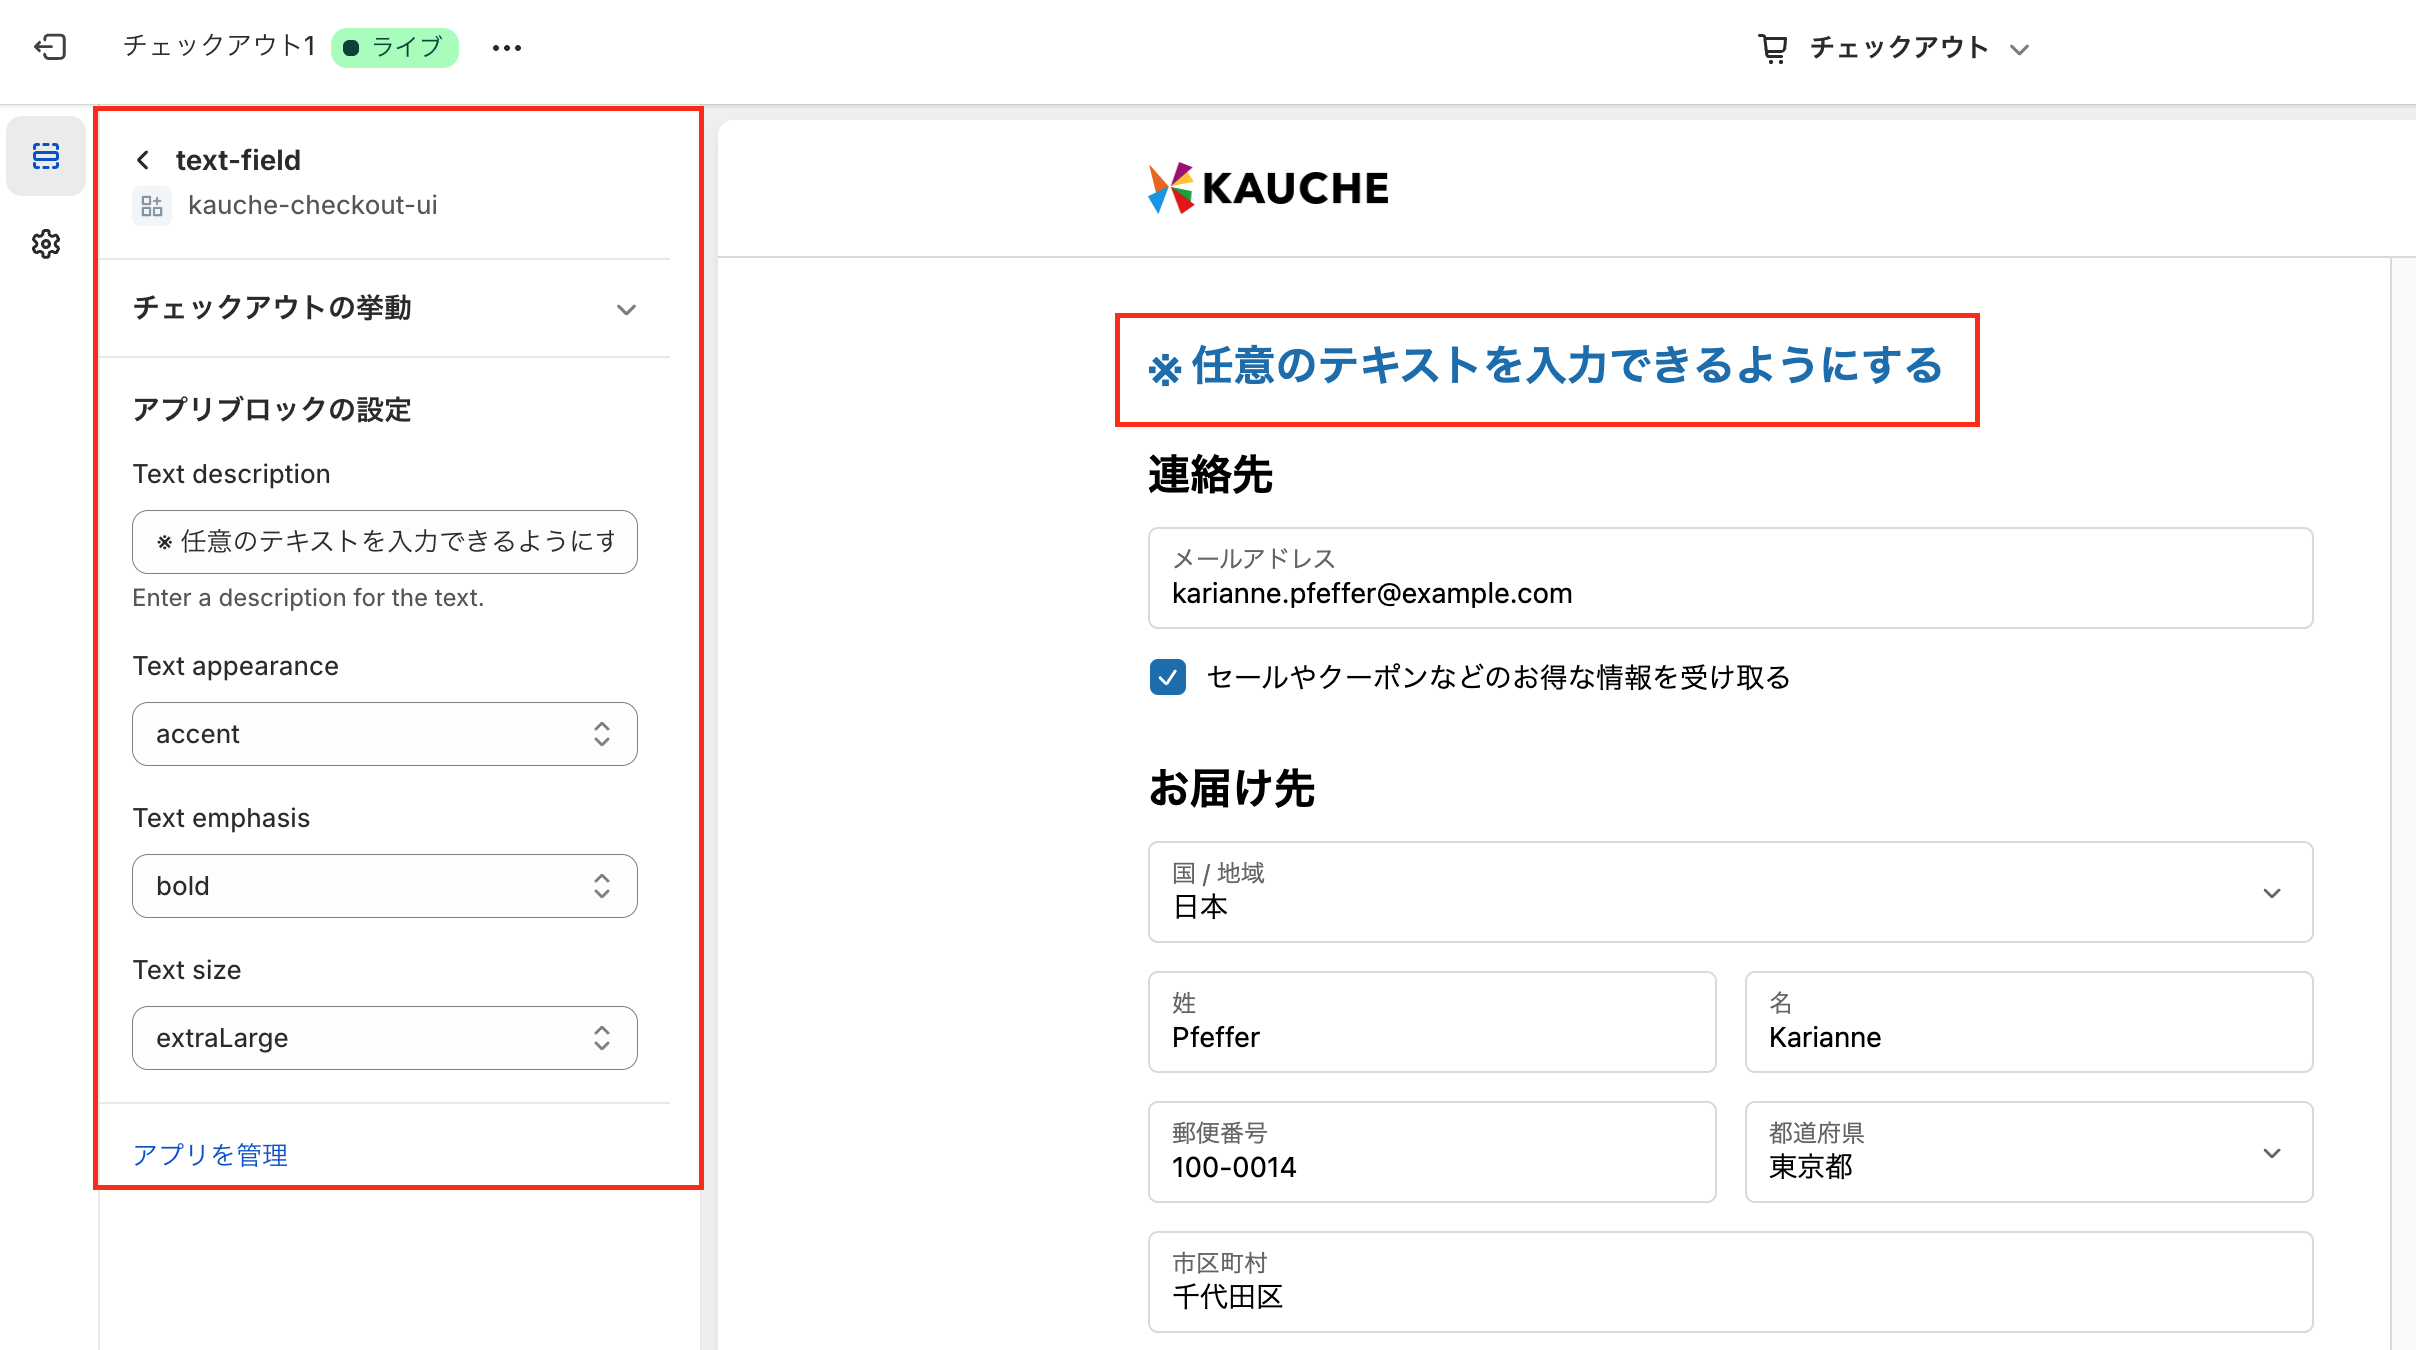 チェックアウト1 ライブ
チェックアウト
text-field
kauche-checkout-ui
チェックアウトの挙動
アプリブロックの設定
Text description
※ 任意のテキストを入力できるようにす
Enter a description for the text.
Text appearance
accent
Text emphasis
bold
Text size
extraLarge
アプリを管理
KAUCHE
※ 任意のテキストを入力できるようにする
連絡先
メールアドレス
karianne.pfeffer@example.com
セールやクーポンなどのお得な情報を受け取る
お届け先
国 / 地域
日本
姓
Pfeffer
名
Karianne
郵便番号
100-0014
都道府県
東京都
市区町村
千代田区